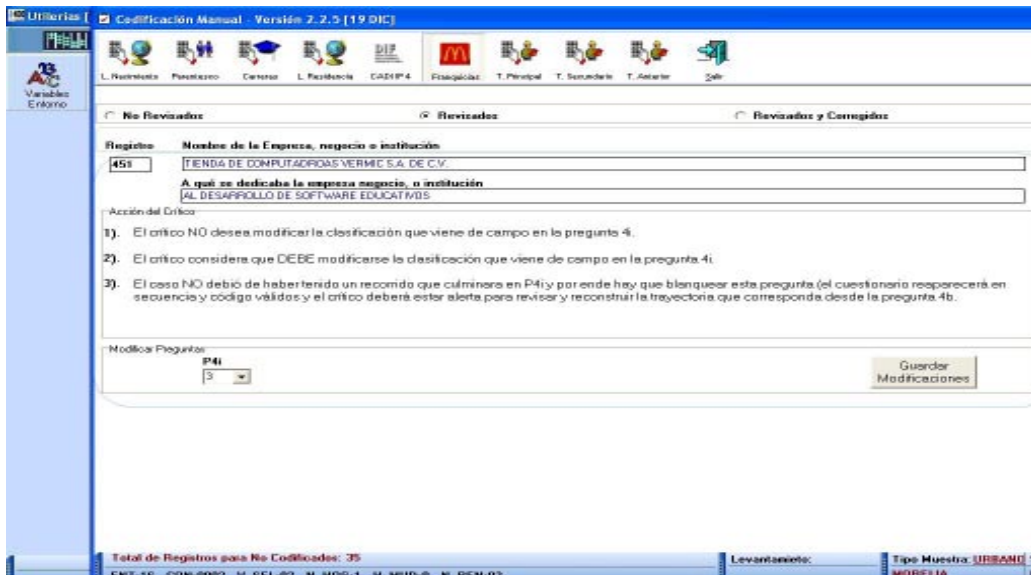 Utilerias [
Codificación Manual - Versión 2.2.5 [19 DIC]
L. Nacimiento Parentesco Carreras L. Residencia CADIP4 Franquicias T. Principal T. Secundario T. Anterior Salir
Variables
Entorno
No Revisados Revisados Revisados y Corregidos
Registro Nombre de la Empresa, negocio o institución
451 TIENDA DE COMPUTADROAS VERMIC S.A. DE C.V.
A qué se dedicaba la empresa negocio, o institución
AL DESARROLLO DE SOFTWARE EDUCATIVOS
Acción del Crítico
1). El crítico NO desea modificar la clasificación que viene de campo en la pregunta 4i.
2). El crítico considera que DEBE modificarse la clasificación que viene de campo en la pregunta 4i.
3). El caso NO debió de haber tenido un recorrido que culminara en P4i y por ende hay que blanquear esta pregunta (el cuestionario reaparecerá en
secuencia y código válidos y el crítico deberá estar alerta para revisar y reconstruir la trayectoria que corresponda desde la pregunta 4b.
Modificar Preguntas
P4i
3
Guardar
Modificaciones
Total de Registros para No Codificados: 35
Levantamiento:
Tipo Muestra: URBANO
MORELIA